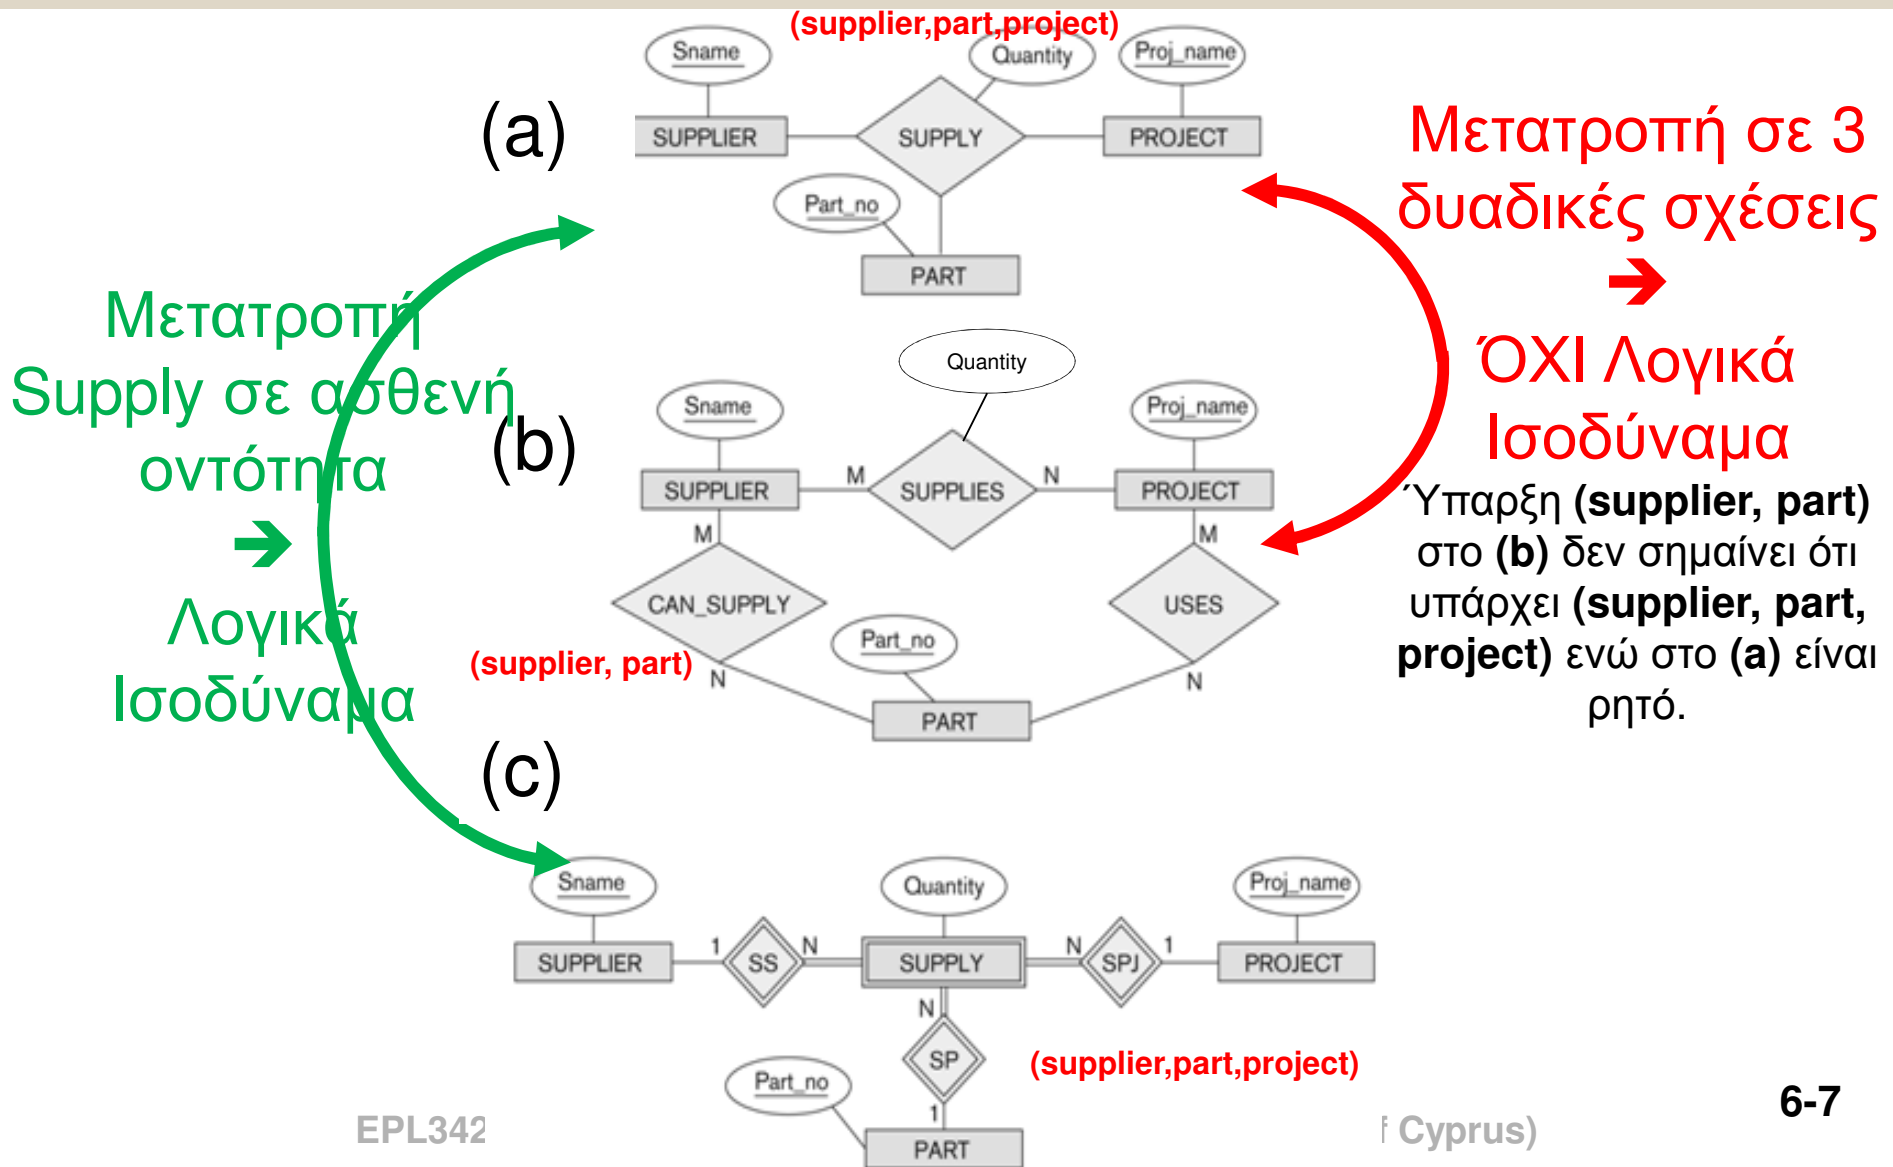 (supplier,part,project)
Sname
Quantity
Proj_name
(a)
SUPPLIER
SUPPLY
PROJECT
Part_no
PART
Μετατροπή σε 3
δυαδικές σχέσεις
➔
ΌΧΙ Λογικά
Ισοδύναμα
Ύπαρξη (supplier, part)
στο (b) δεν σημαίνει ότι
υπάρχει (supplier, part,
project) ενώ στο (a) είναι
ρητό.
Μετατροπή
Supply σε ασθενή
οντότητα
➔
Λογικά
Ισοδύναμα
Quantity
Sname
Proj_name
(b)
SUPPLIER
M
SUPPLIES
N
PROJECT
M
M
CAN_SUPPLY
USES
Part_no
(supplier, part)
N
N
PART
(c)
Sname
Quantity
Proj_name
SUPPLIER
1
SS
N
SUPPLY
N
SPJ
1
PROJECT
N
SP
(supplier,part,project)
Part_no
1
PART
6-7
EPL342
Cyprus)